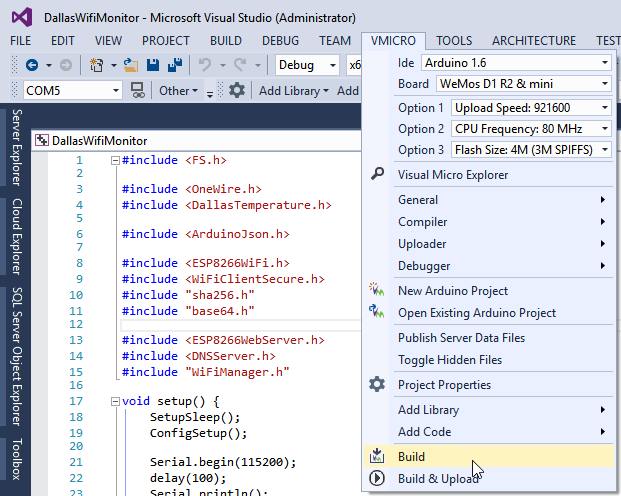 DallasWifiMonitor - Microsoft Visual Studio (Administrator)
FILE EDIT VIEW PROJECT BUILD DEBUG TEAM VMICRO TOOLS ARCHITECTURE TEST
Debug x6
COM5 Other Add Library Add
Ide Arduino 1.6
Board WeMos D1 R2 & mini
Option 1 Upload Speed: 921600
Option 2 CPU Frequency: 80 MHz
Option 3 Flash Size: 4M (3M SPIFFS)
Visual Micro Explorer
General
Compiler
Uploader
Debugger
New Arduino Project
Open Existing Arduino Project
Publish Server Data Files
Toggle Hidden Files
Project Properties
Add Library
Add Code
Build
Build & Upload
Server Explorer
Cloud Explorer
SQL Server Object Explorer
Toolbox
DallasWifiMonitor
1 #include <FS.h>
2
3 #include <OneWire.h>
4 #include <DallasTemperature.h>
5
6 #include <ArduinoJson.h>
7
8 #include <ESP8266WiFi.h>
9 #include <WiFiClientSecure.h>
10 #include "sha256.h"
11 #include "base64.h"
12
13 #include <ESP8266WebServer.h>
14 #include <DNSServer.h>
15 #include "WiFiManager.h"
16
17 void setup() {
18 SetupSleep();
19 ConfigSetup();
20
21 Serial.begin(115200);
22 delay(100);
23 Serial.println();